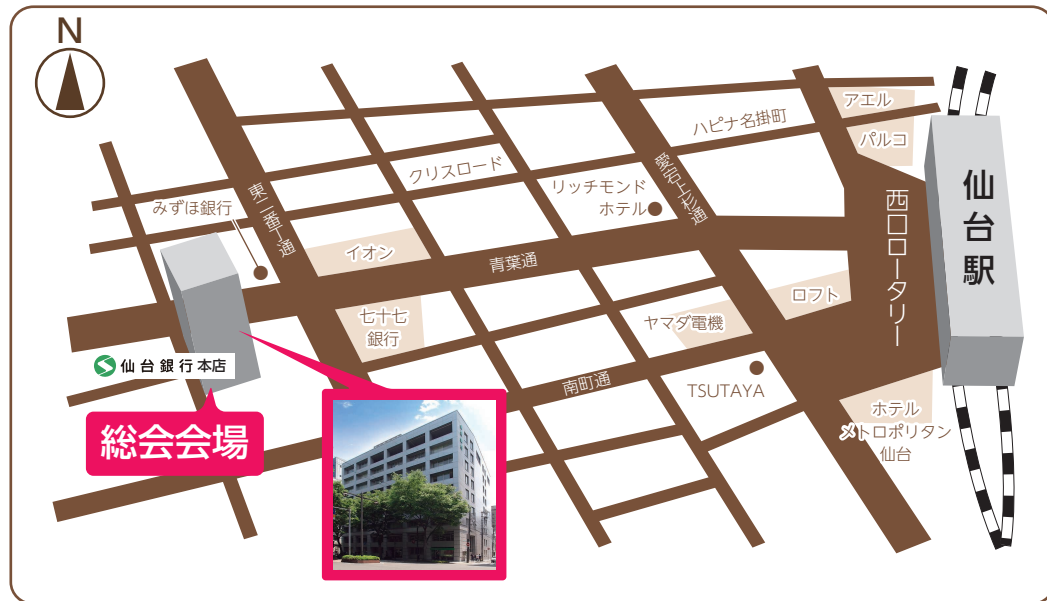 N
アエル
パルコ
ハピナ名掛町
クリスロード
リッチモンド
ホテル
愛宕上杉通
東二番丁通
みずほ銀行
イオン
青葉通
西口ロータリー
仙台駅
ロフト
七十七
銀行
ヤマダ電機
仙台銀行本店
南町通
TSUTAYA
総会会場
ホテル
メトロポリタン
仙台